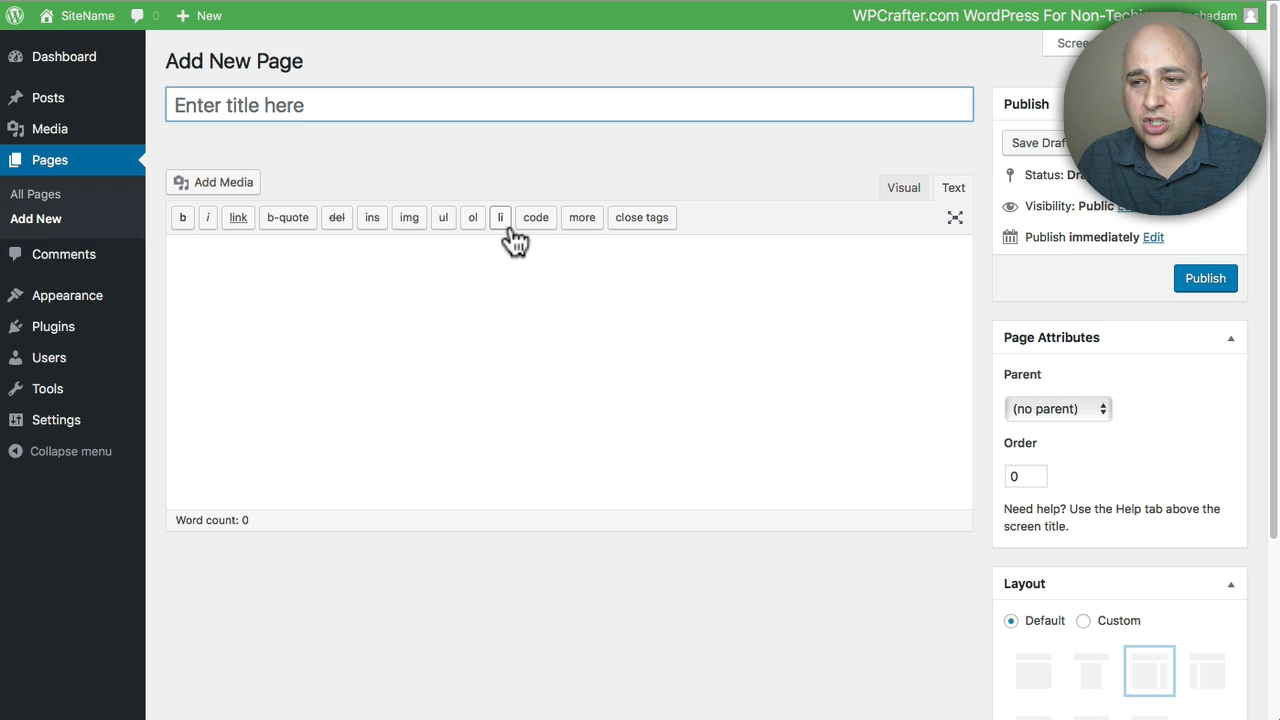 SiteName 0 New WPCrafter.com WordPress For Non-Techi adam
Dashboard
Posts
Media
Pages
All Pages
Add New
Comments
Appearance
Plugins
Users
Tools
Settings
Collapse menu
Add New Page
Enter title here
Add Media
Visual Text
b i link b-quote del ins img ul ol li code more close tags
Word count: 0
Scree
Publish
Save Draf
Status: Dra
Visibility: Public
Publish immediately Edit
Publish
Page Attributes
Parent
(no parent)
Order
0
Need help? Use the Help tab above the
screen title.
Layout
Default Custom